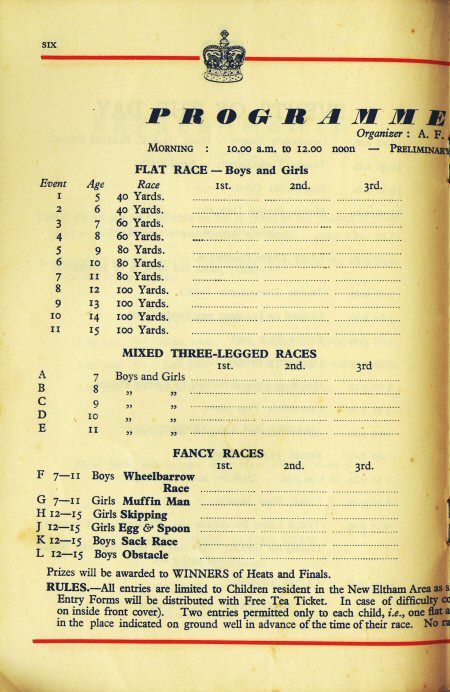 SIX
PROGRAMME
Organizer : A. F.
MORNING : 10.00 a.m. to 12.00 noon — PRELIMINARY
FLAT RACE — Boys and Girls
Event Age Race 1st. 2nd. 3rd.
1 5 40 Yards.
2 6 40 Yards.
3 7 60 Yards.
4 8 60 Yards.
5 9 80 Yards.
6 10 80 Yards.
7 11 80 Yards.
8 12 100 Yards.
9 13 100 Yards.
10 14 100 Yards.
11 15 100 Yards.
MIXED THREE-LEGGED RACES
1st. 2nd. 3rd
A 7 Boys and Girls
B 8 ,, ,,
C 9 ,, ,,
D 10 ,, ,,
E 11 ,, ,,
FANCY RACES
1st. 2nd. 3rd.
F 7—11 Boys Wheelbarrow
Race
G 7—11 Girls Muffin Man
H 12—15 Girls Skipping
J 12—15 Girls Egg & Spoon
K 12—15 Boys Sack Race
L 12—15 Boys Obstacle
Prizes will be awarded to WINNERS of Heats and Finals.
RULES.—All entries are limited to Children resident in the New Eltham Area as s
Entry Forms will be distributed with Free Tea Ticket. In case of difficulty co
on inside front cover). Two entries permitted only to each child, i.e., one flat a
in the place indicated on ground well in advance of the time of their race. No ra